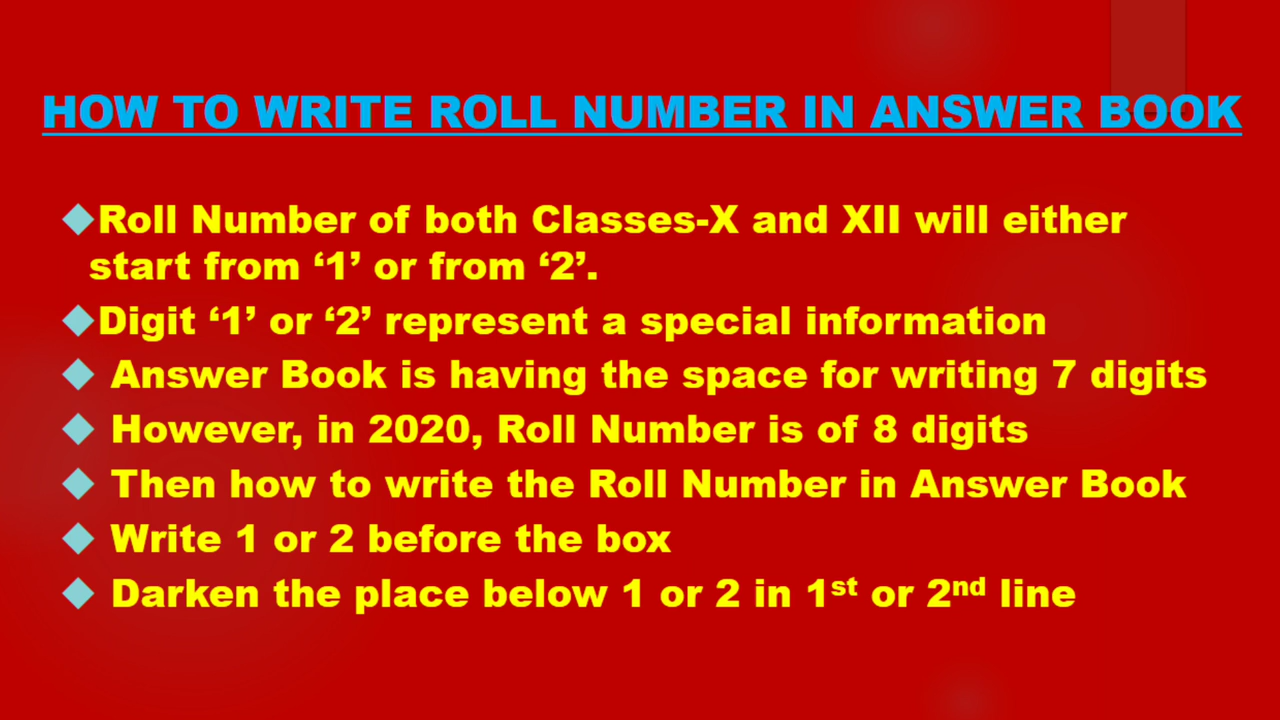 HOW TO WRITE ROLL NUMBER IN ANSWER BOOK
Roll Number of both Classes-X and XII will either
start from ‘1’ or from ‘2’.
Digit ‘1’ or ‘2’ represent a special information
Answer Book is having the space for writing 7 digits
However, in 2020, Roll Number is of 8 digits
Then how to write the Roll Number in Answer Book
Write 1 or 2 before the box
Darken the place below 1 or 2 in 1st or 2nd line